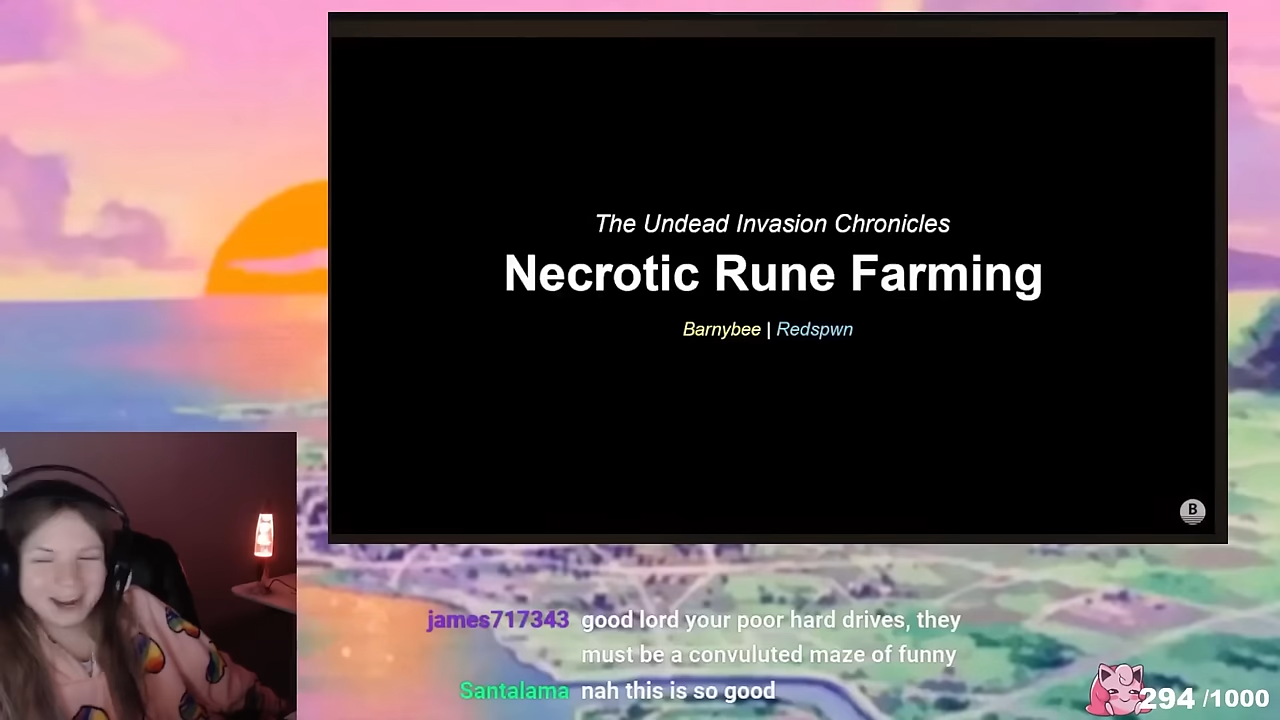 The Undead Invasion Chronicles
Necrotic Rune Farming
Barnybee | Redspwn
B
james717343 good lord your poor hard drives, they
must be a convuluted maze of funny
Santalama nah this is so good
294 /1000